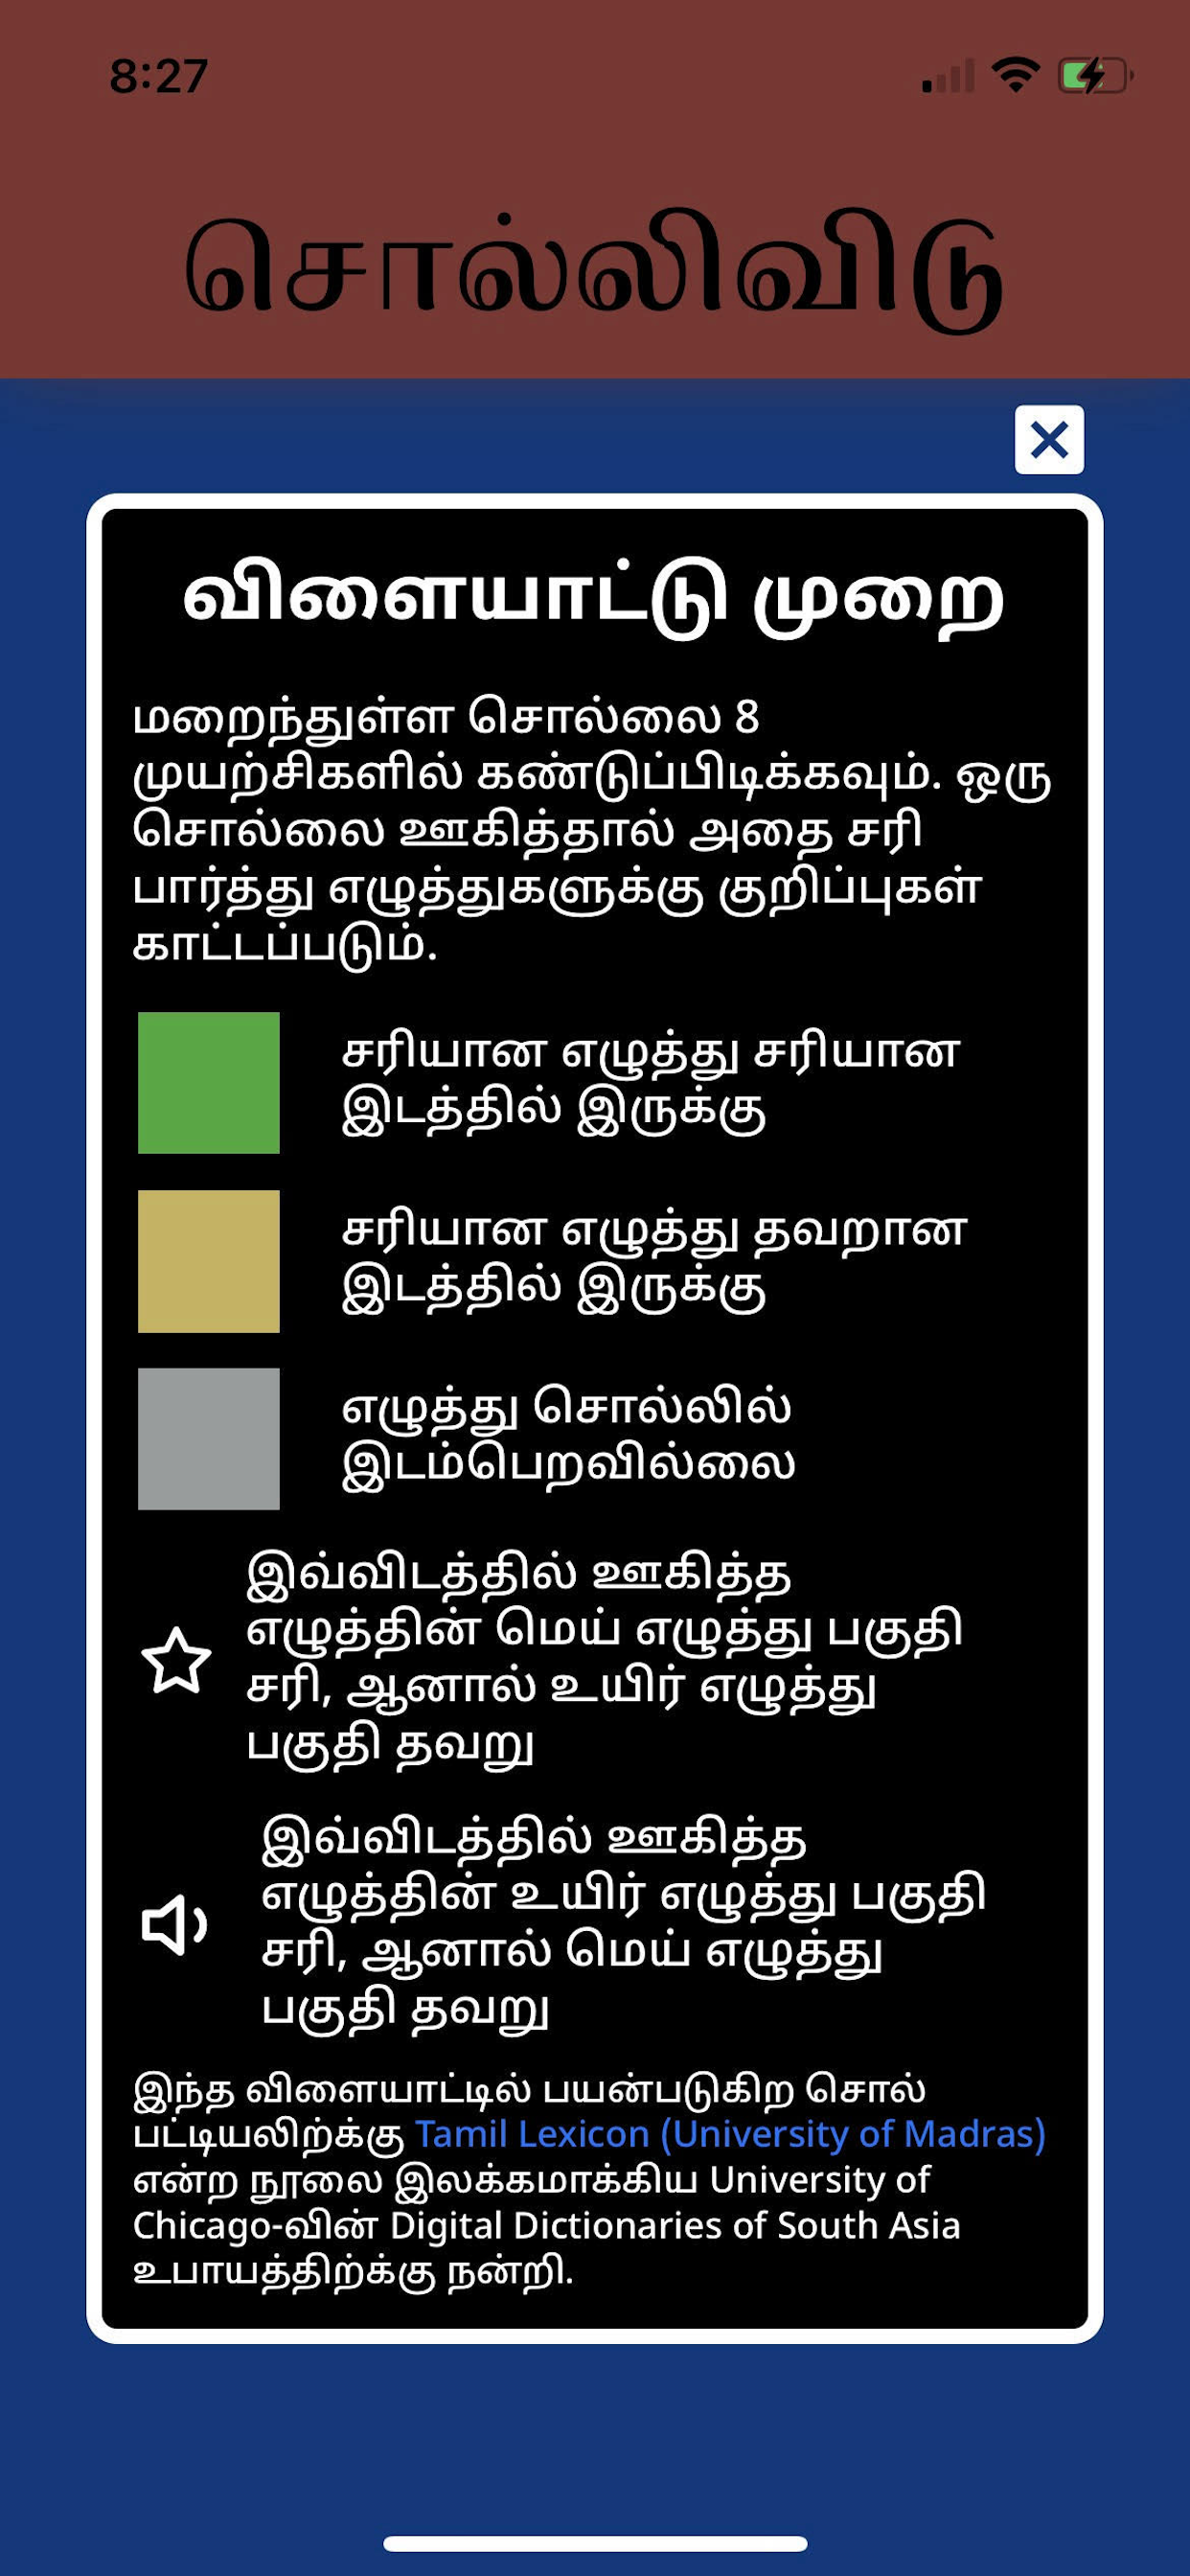 8:27
சொல்லிவிடு
விளையாட்டு முறை
மறைந்துள்ள சொல்லை 8
முயற்சிகளில் கண்டுப்பிடிக்கவும். ஒரு
சொல்லை ஊகித்தால் அதை சரி
பார்த்து எழுத்துகளுக்கு குறிப்புகள்
காட்டப்படும்.
சரியான எழுத்து சரியான
இடத்தில் இருக்கு
சரியான எழுத்து தவறான
இடத்தில் இருக்கு
எழுத்து சொல்லில்
இடம்பெறவில்லை
இவ்விடத்தில் ஊகித்த
எழுத்தின் மெய் எழுத்து பகுதி
சரி, ஆனால் உயிர் எழுத்து
பகுதி தவறு
இவ்விடத்தில் ஊகித்த
எழுத்தின் உயிர் எழுத்து பகுதி
சரி, ஆனால் மெய் எழுத்து
பகுதி தவறு
இந்த விளையாட்டில் பயன்படுகிற சொல்
பட்டியலிற்க்கு Tamil Lexicon (University of Madras)
என்ற நூலை இலக்கமாக்கிய University of
Chicago-வின் Digital Dictionaries of South Asia
உபாயத்திற்க்கு நன்றி.